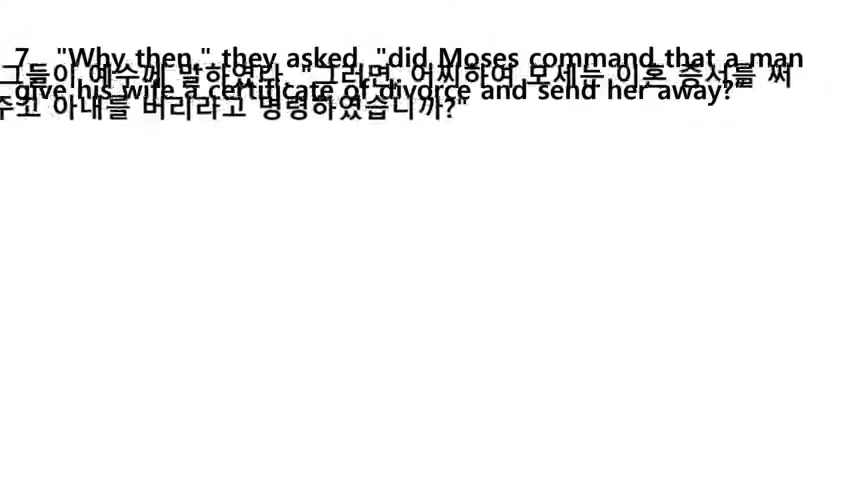 7. "Why then," they asked, "did Moses command that a man
그들이 예수께 말하였다. "그러면, 어찌하여 모세는 이혼 증서를 써
give his wife a certificate of divorce and send her away?"
주고 아내를 버리라고 명령하였습니까?"